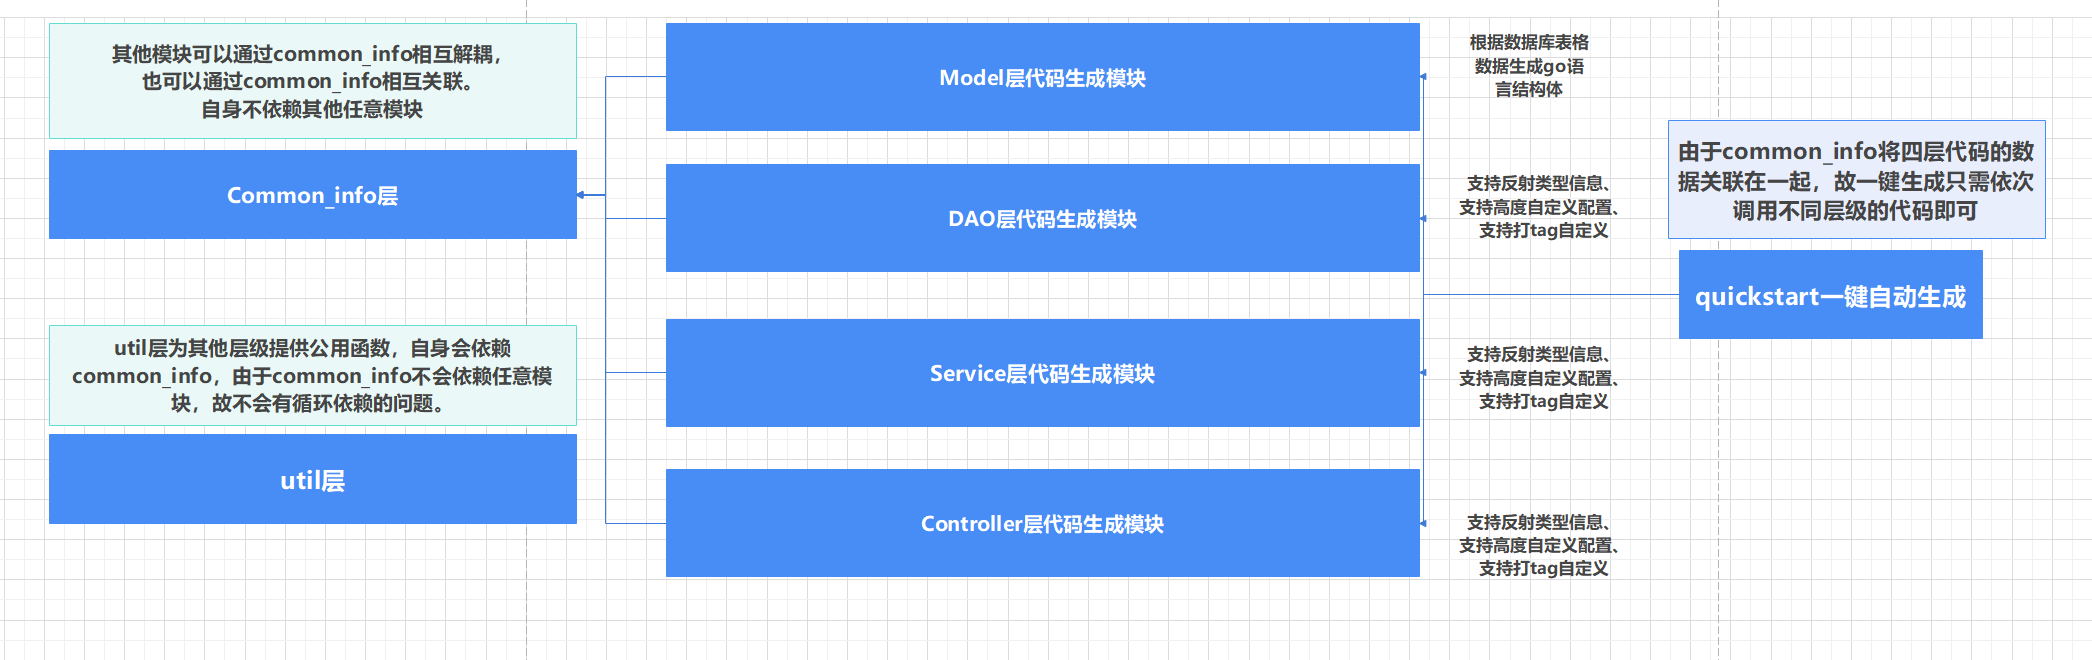 其他模块可以通过common_info相互解耦，
也可以通过common_info相互关联。
自身不依赖其他任意模块
Common_info层
util层为其他层级提供公用函数，自身会依赖
common_info，由于common_info不会依赖任意模
块，故不会有循环依赖的问题。
util层
Model层代码生成模块
DAO层代码生成模块
Service层代码生成模块
Controller层代码生成模块
根据数据库表格
数据生成go语
言结构体
支持反射类型信息、
支持高度自定义配置、
支持打tag自定义
支持反射类型信息、
支持高度自定义配置、
支持打tag自定义
支持反射类型信息、
支持高度自定义配置、
支持打tag自定义
由于common_info将四层代码的数
据关联在一起，故一键生成只需依次
调用不同层级的代码即可
quickstart一键自动生成